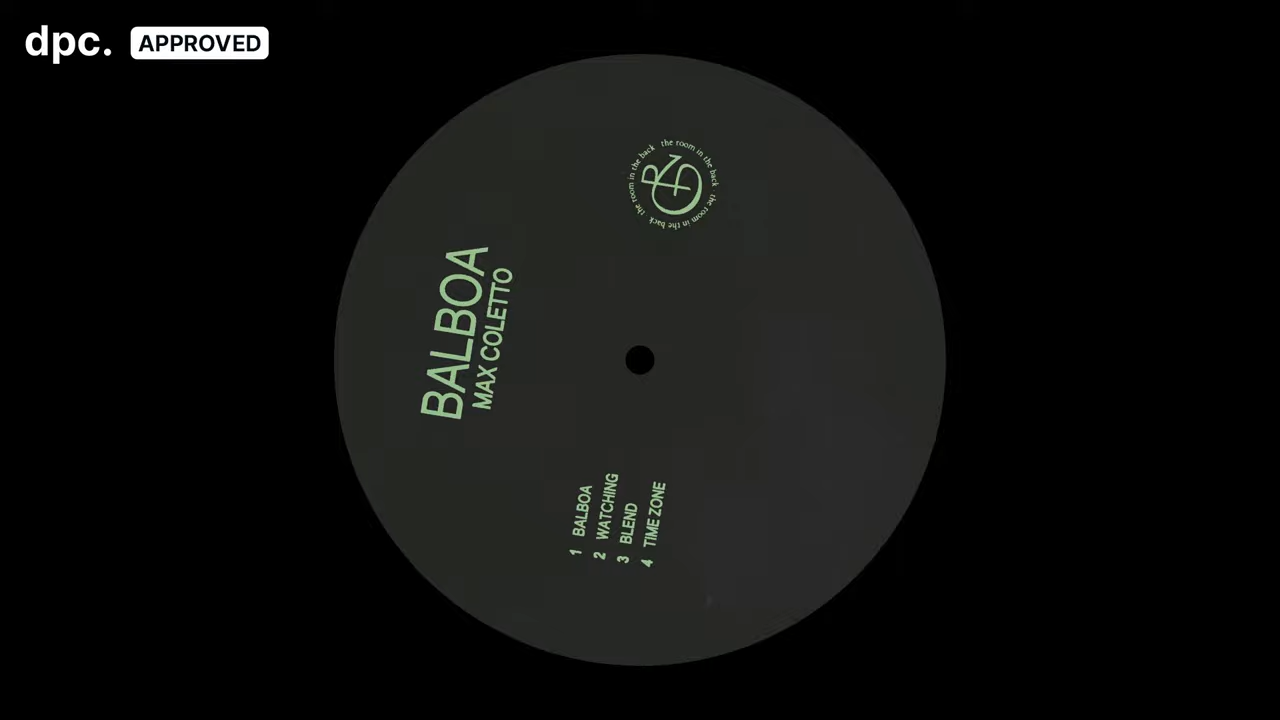 dpc. APPROVED
the room in the back the room in the back the room in the back
BALBOA
MAX COLETTO
1 BALBOA
2 WATCHING
3 BLEND
4 TIME ZONE